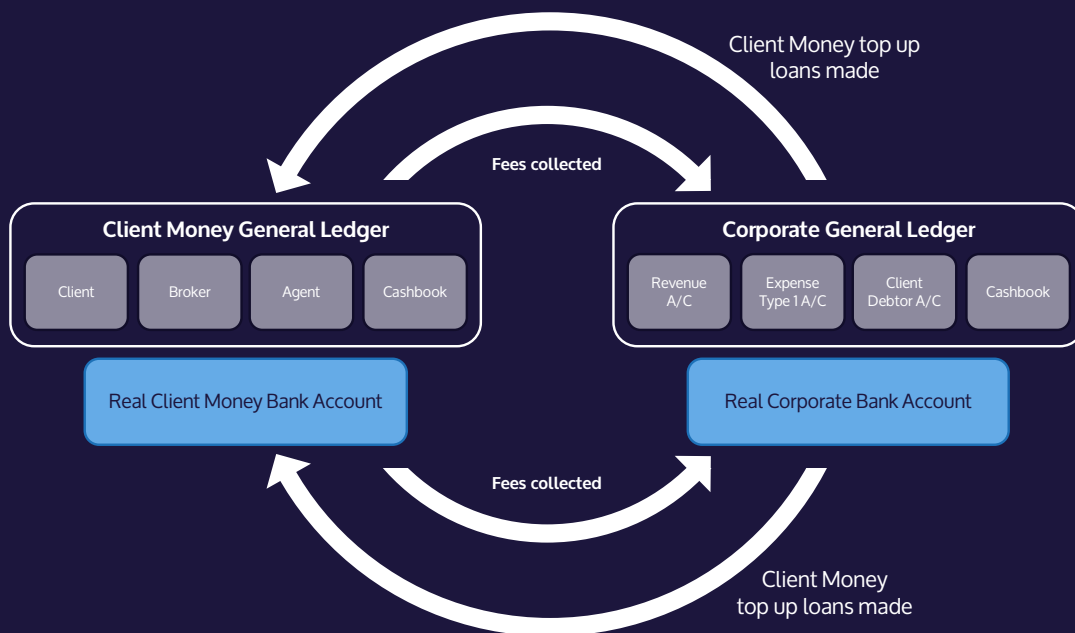 Client Money top up
loans made
Fees collected
Client Money General Ledger
Client
Broker
Agent
Cashbook
Corporate General Ledger
Revenue
A/C
Expense
Type 1 A/C
Client
Debtor A/C
Cashbook
Real Client Money Bank Account
Real Corporate Bank Account
Fees collected
Client Money
top up loans made